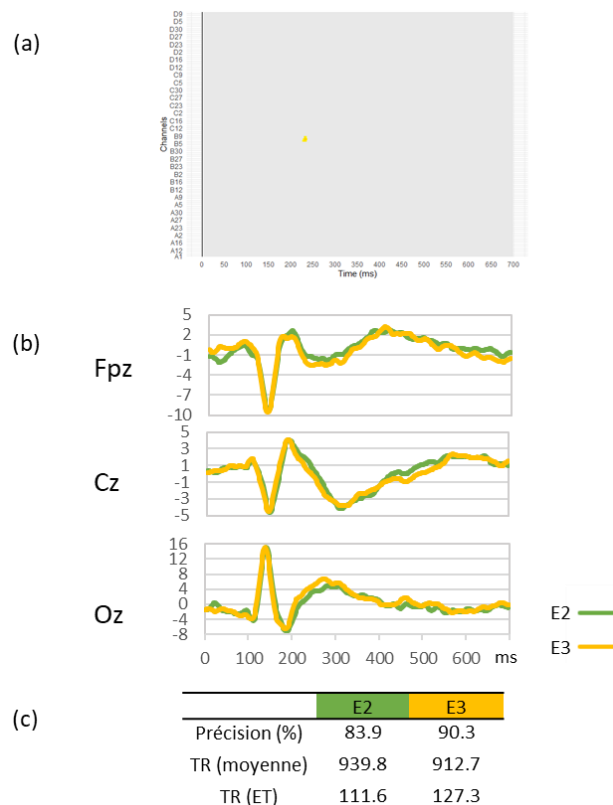 (a)
D9
D5
D30
D27
D23
D2
D16
D12
C9
C5
C30
C27
C23
C2
C16
C12
B9
B5
B30
B27
B23
B2
B16
B12
A9
A5
A30
A27
A23
A2
A16
A12
A1
Channels
0 50 100 150 200 250 300 350 400 450 500 550 600 650 700
Time (ms)
(b)
Fpz
5
2
-1
-4
-7
-10
Cz
5
3
1
-1
-3
-5
Oz
16
12
8
4
0
-4
-8
0 100 200 300 400 500 600 ms
E2
E3
(c)
E2 E3
Précision (%) 83.9 90.3
TR (moyenne) 939.8 912.7
TR (ET) 111.6 127.3